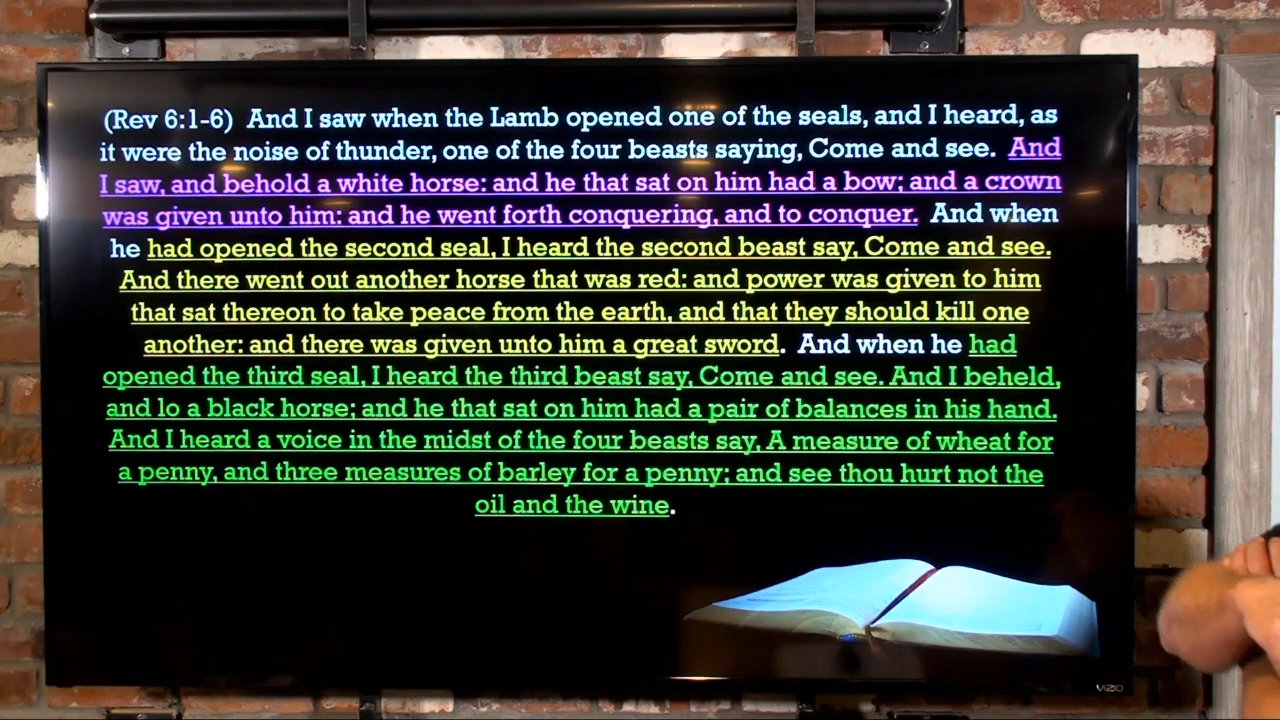 (Rev 6:1-6)  And I saw when the Lamb opened one of the seals, and I heard, as
it were the noise of thunder, one of the four beasts saying, Come and see.  And
I saw, and behold a white horse: and he that sat on him had a bow; and a crown
was given unto him: and he went forth conquering, and to conquer.  And when
he had opened the second seal, I heard the second beast say, Come and see.
And there went out another horse that was red: and power was given to him
that sat thereon to take peace from the earth, and that they should kill one
another: and there was given unto him a great sword.  And when he had
opened the third seal, I heard the third beast say, Come and see. And I beheld,
and lo a black horse; and he that sat on him had a pair of balances in his hand.
And I heard a voice in the midst of the four beasts say, A measure of wheat for
a penny, and three measures of barley for a penny; and see thou hurt not the
oil and the wine.
VIZIO